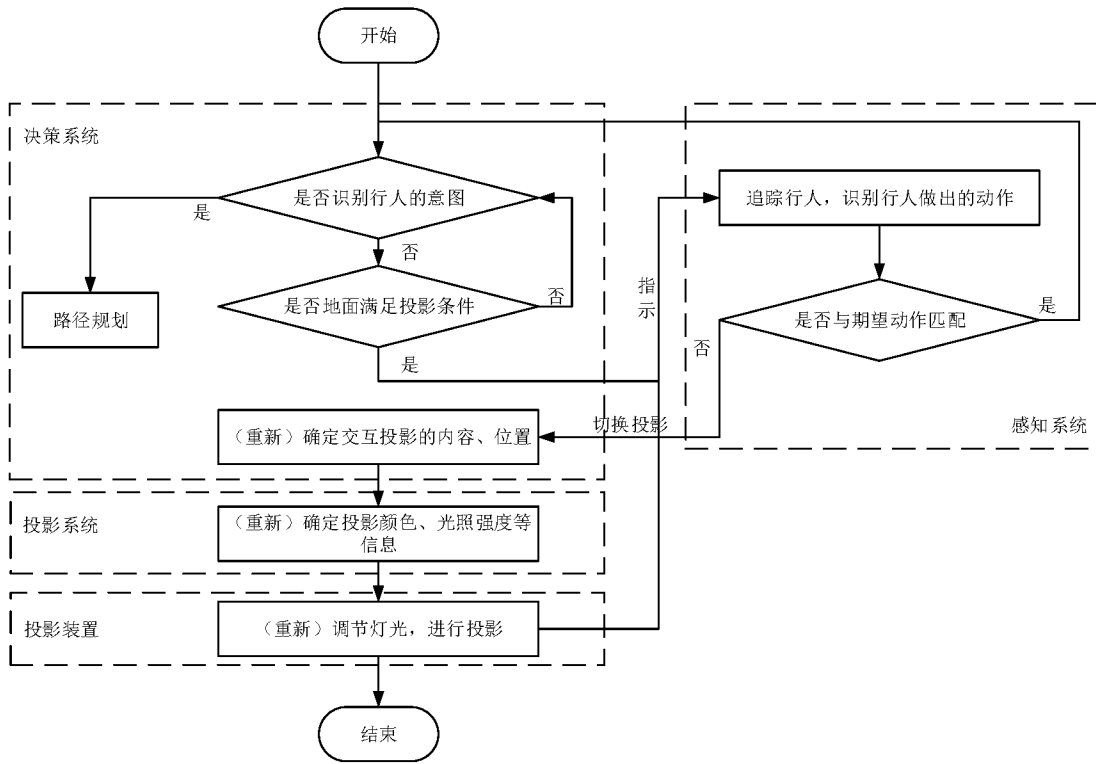 开始
决策系统
是否识别行人的意图
是
否
是否地面满足投影条件
否
路径规划
是
指
示
追踪行人，识别行人做出的动作
是否与期望动作匹配
是
否
切换投影
感知系统
（重新）确定交互投影的内容、位置
投影系统
（重新）确定投影颜色、光照强度等
信息
投影装置
（重新）调节灯光，进行投影
结束